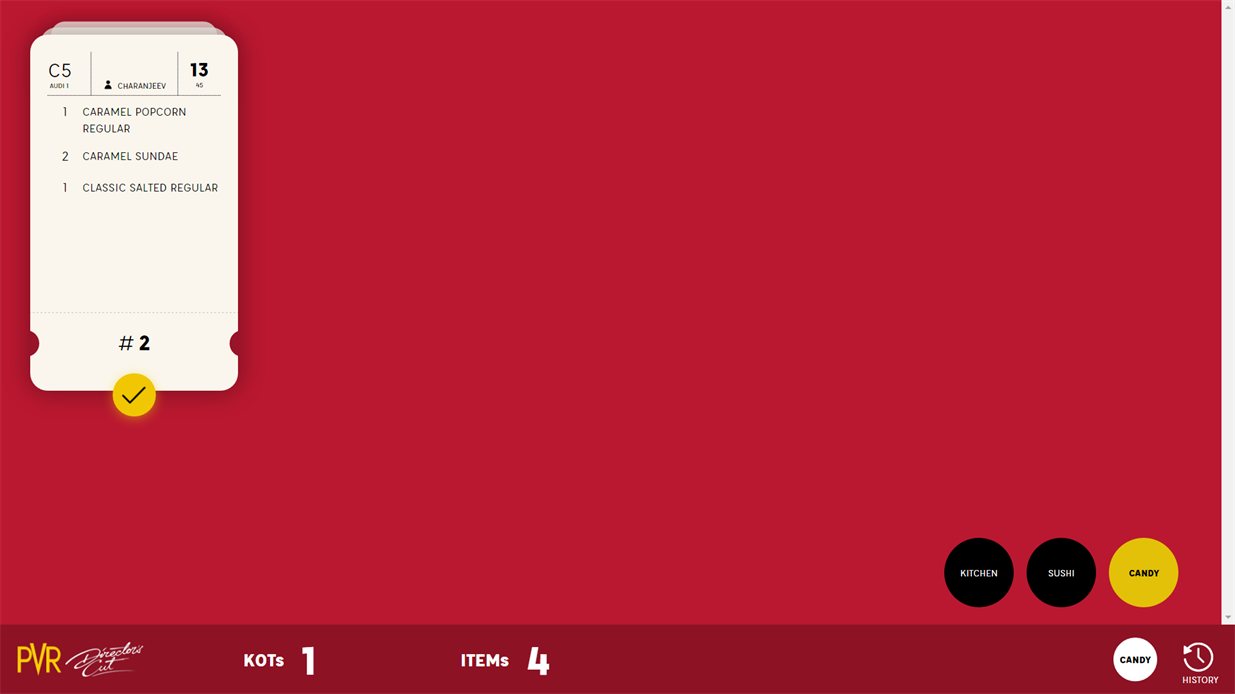 C5
AUDI 1
CHARANJEEV
13
45
1 CARAMEL POPCORN
REGULAR
2 CARAMEL SUNDAE
1 CLASSIC SALTED REGULAR
# 2
KITCHEN
SUSHI
CANDY
PVR Director's
Cut
KOTs 1
ITEMs 4
CANDY
HISTORY